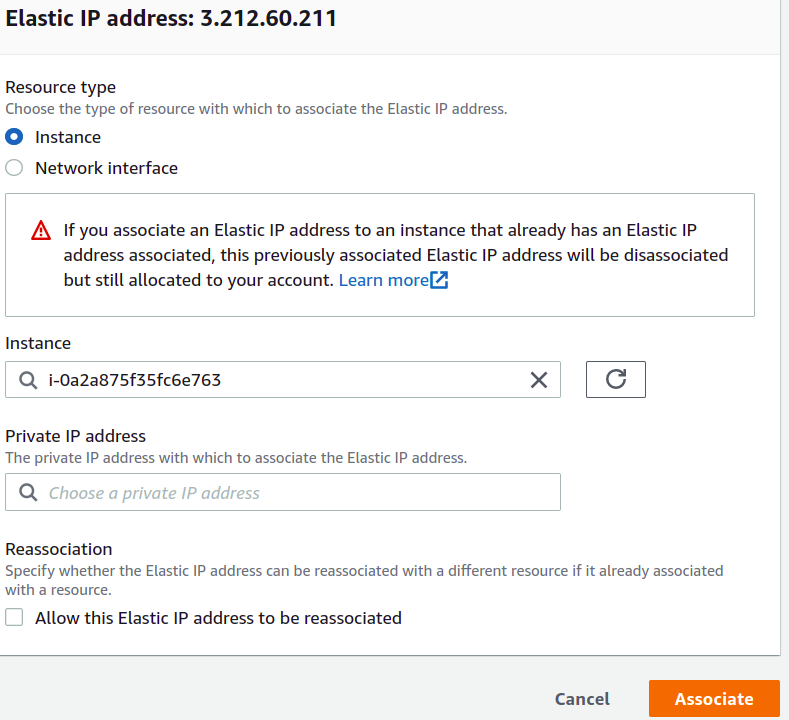 Elastic IP address: 3.212.60.211
Resource type
Choose the type of resource with which to associate the Elastic IP address.
Instance
Network interface
If you associate an Elastic IP address to an instance that already has an Elastic IP
address associated, this previously associated Elastic IP address will be disassociated
but still allocated to your account. Learn more
Instance
i-0a2a875f35fc6e763
Private IP address
The private IP address with which to associate the Elastic IP address.
Choose a private IP address
Reassociation
Specify whether the Elastic IP address can be reassociated with a different resource if it already associated
with a resource.
Allow this Elastic IP address to be reassociated
Cancel
Associate